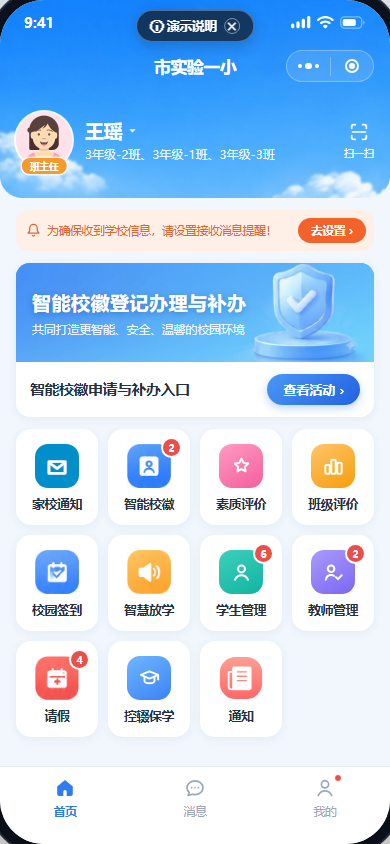 9:41
演示说明
市实验一小
王瑶
3年级-2班、3年级-1班、3年级-3班
班主任
扫一扫
为确保收到学校信息，请设置接收消息提醒！
去设置 ›
智能校徽登记办理与补办
共同打造更智能、安全、温馨的校园环境
智能校徽申请与补办入口
查看活动 ›
2
家校通知 智能校徽 素质评价 班级评价
6 2
校园签到 智慧放学 学生管理 教师管理
4
请假 控辍保学 通知
首页 消息 我的